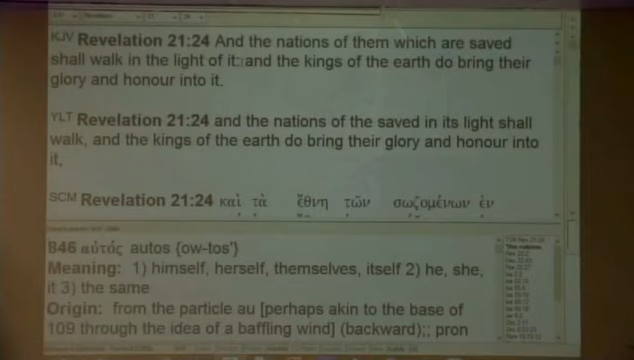 KJV Revelation 21:24 And the nations of them which are saved
shall walk in the light of it: and the kings of the earth do bring their
glory and honour into it.
YLT Revelation 21:24 and the nations of the saved in its light shall
walk, and the kings of the earth do bring their glory and honour into
it,
SCM Revelation 21:24 καὶ τὰ ἔθνη τῶν σωζομένων ἐν
846 αὐτός autos {ow-tos'}
Meaning: 1) himself, herself, themselves, itself 2) he, she,
it 3) the same
Origin: from the particle au [perhaps akin to the base of
109 through the idea of a baffling wind] (backward);; pron